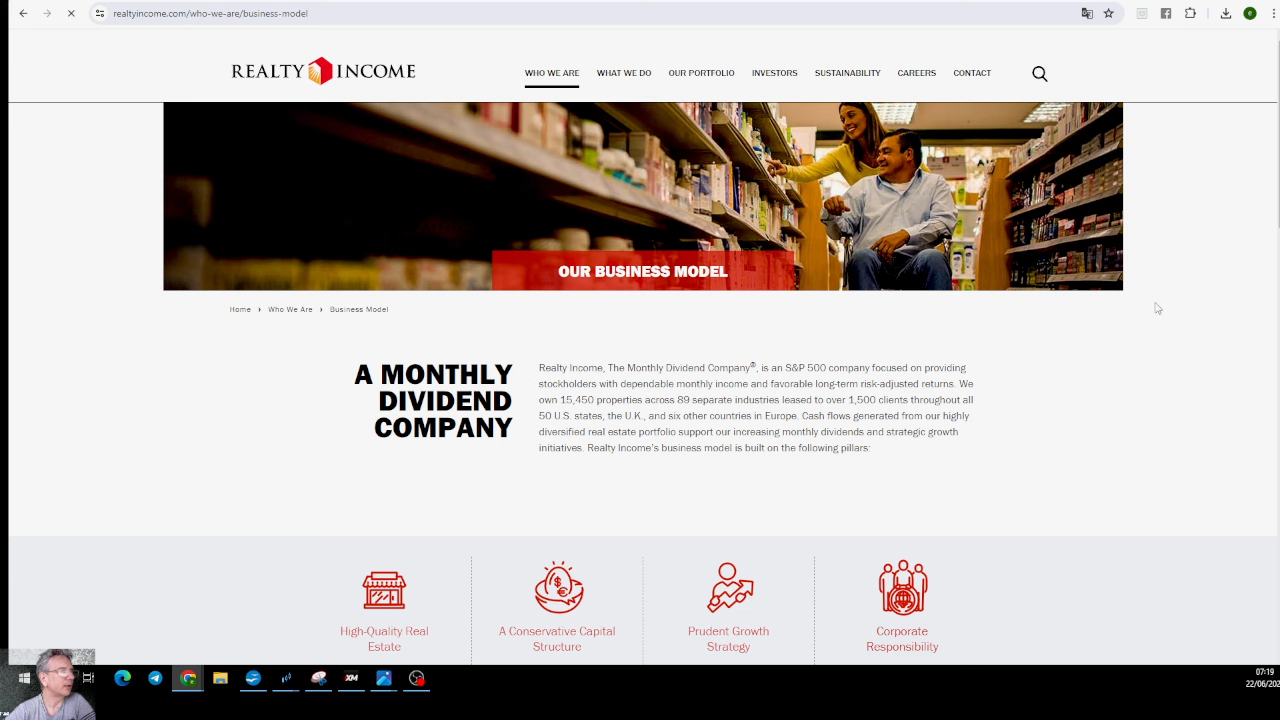 realtyincome.com/who-we-are/business-model
REALTY INCOME
WHO WE ARE
WHAT WE DO
OUR PORTFOLIO
INVESTORS
SUSTAINABILITY
CAREERS
CONTACT
OUR BUSINESS MODEL
Home › Who We Are › Business Model
A MONTHLY
DIVIDEND
COMPANY
Realty Income, The Monthly Dividend Company®, is an S&P 500 company focused on providing
stockholders with dependable monthly income and favorable long-term risk-adjusted returns. We
own 15,450 properties across 89 separate industries leased to over 1,500 clients throughout all
50 U.S. states, the U.K., and six other countries in Europe. Cash flows generated from our highly
diversified real estate portfolio support our increasing monthly dividends and strategic growth
initiatives. Realty Income's business model is built on the following pillars:
High-Quality Real
Estate
A Conservative Capital
Structure
Prudent Growth
Strategy
Corporate
Responsibility
XM
07:19
22/06/202